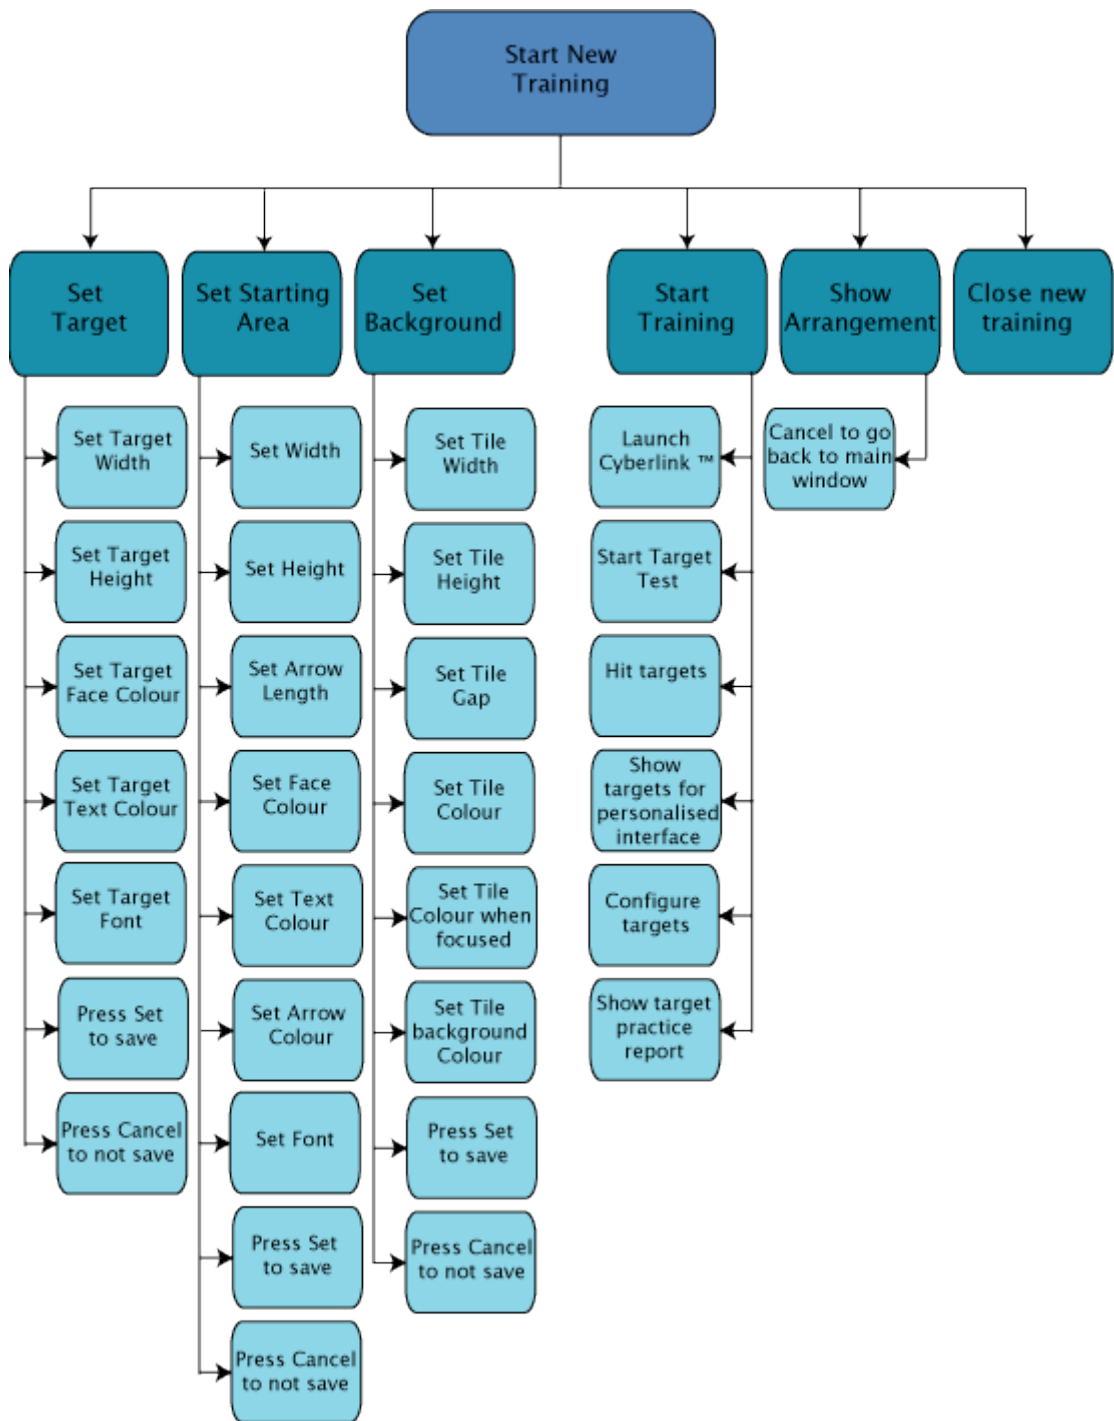 Start New
Training
Set
Target
Set Starting
Area
Set
Background
Start
Training
Show
Arrangement
Close new
training
Set Target
Width
Set Target
Height
Set Target
Face Colour
Set Target
Text Colour
Set Target
Font
Press Set
to save
Press Cancel
to not save
Set Width
Set Height
Set Arrow
Length
Set Face
Colour
Set Text
Colour
Set Arrow
Colour
Set Font
Press Set
to save
Press Cancel
to not save
Set Tile
Width
Set Tile
Height
Set Tile
Gap
Set Tile
Colour
Set Tile
Colour when
focused
Set Tile
background
Colour
Press Set
to save
Press Cancel
to not save
Launch
Cyberlink ™
Start Target
Test
Hit targets
Show
targets for
personalised
interface
Configure
targets
Show target
practice
report
Cancel to go
back to main
window